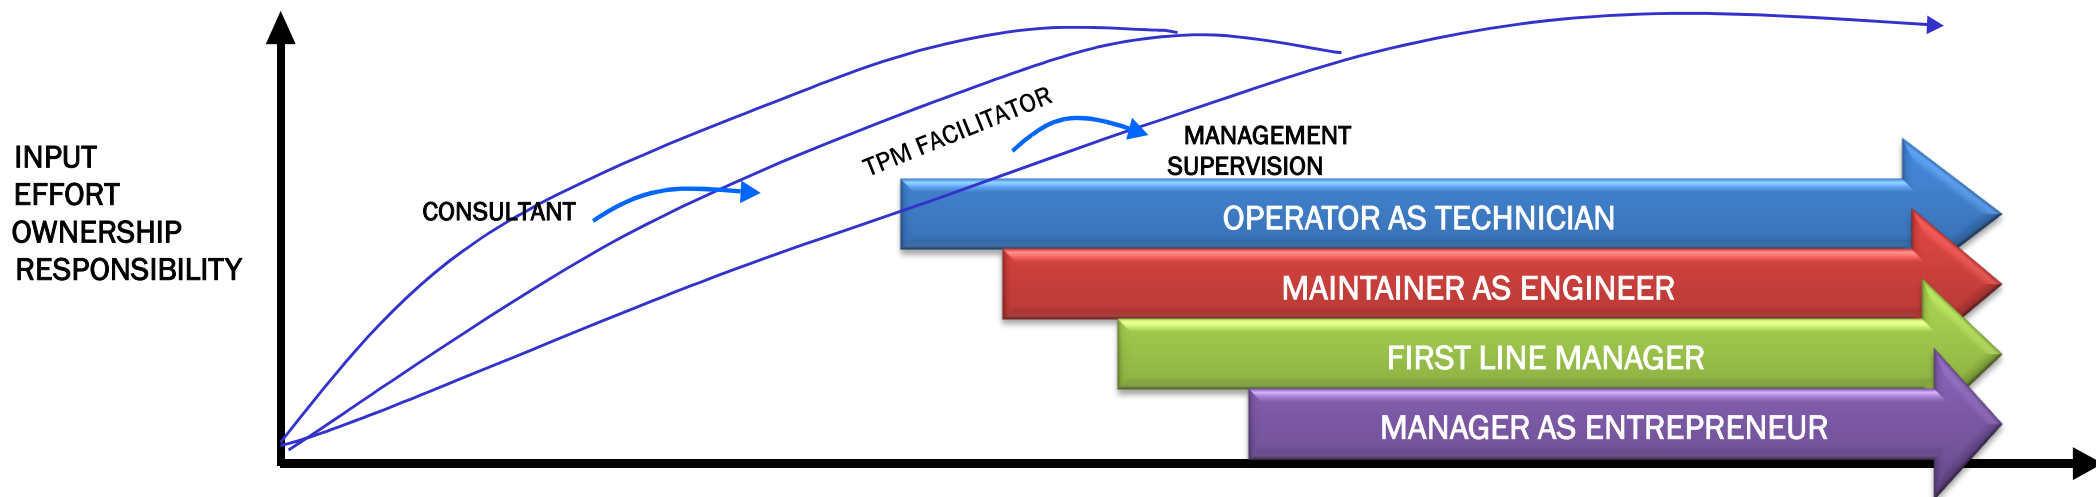 INPUT
EFFORT
OWNERSHIP
RESPONSIBILITY
CONSULTANT
TPM FACILITATOR
MANAGEMENT
SUPERVISION
OPERATOR AS TECHNICIAN
MAINTAINER AS ENGINEER
FIRST LINE MANAGER
MANAGER AS ENTREPRENEUR